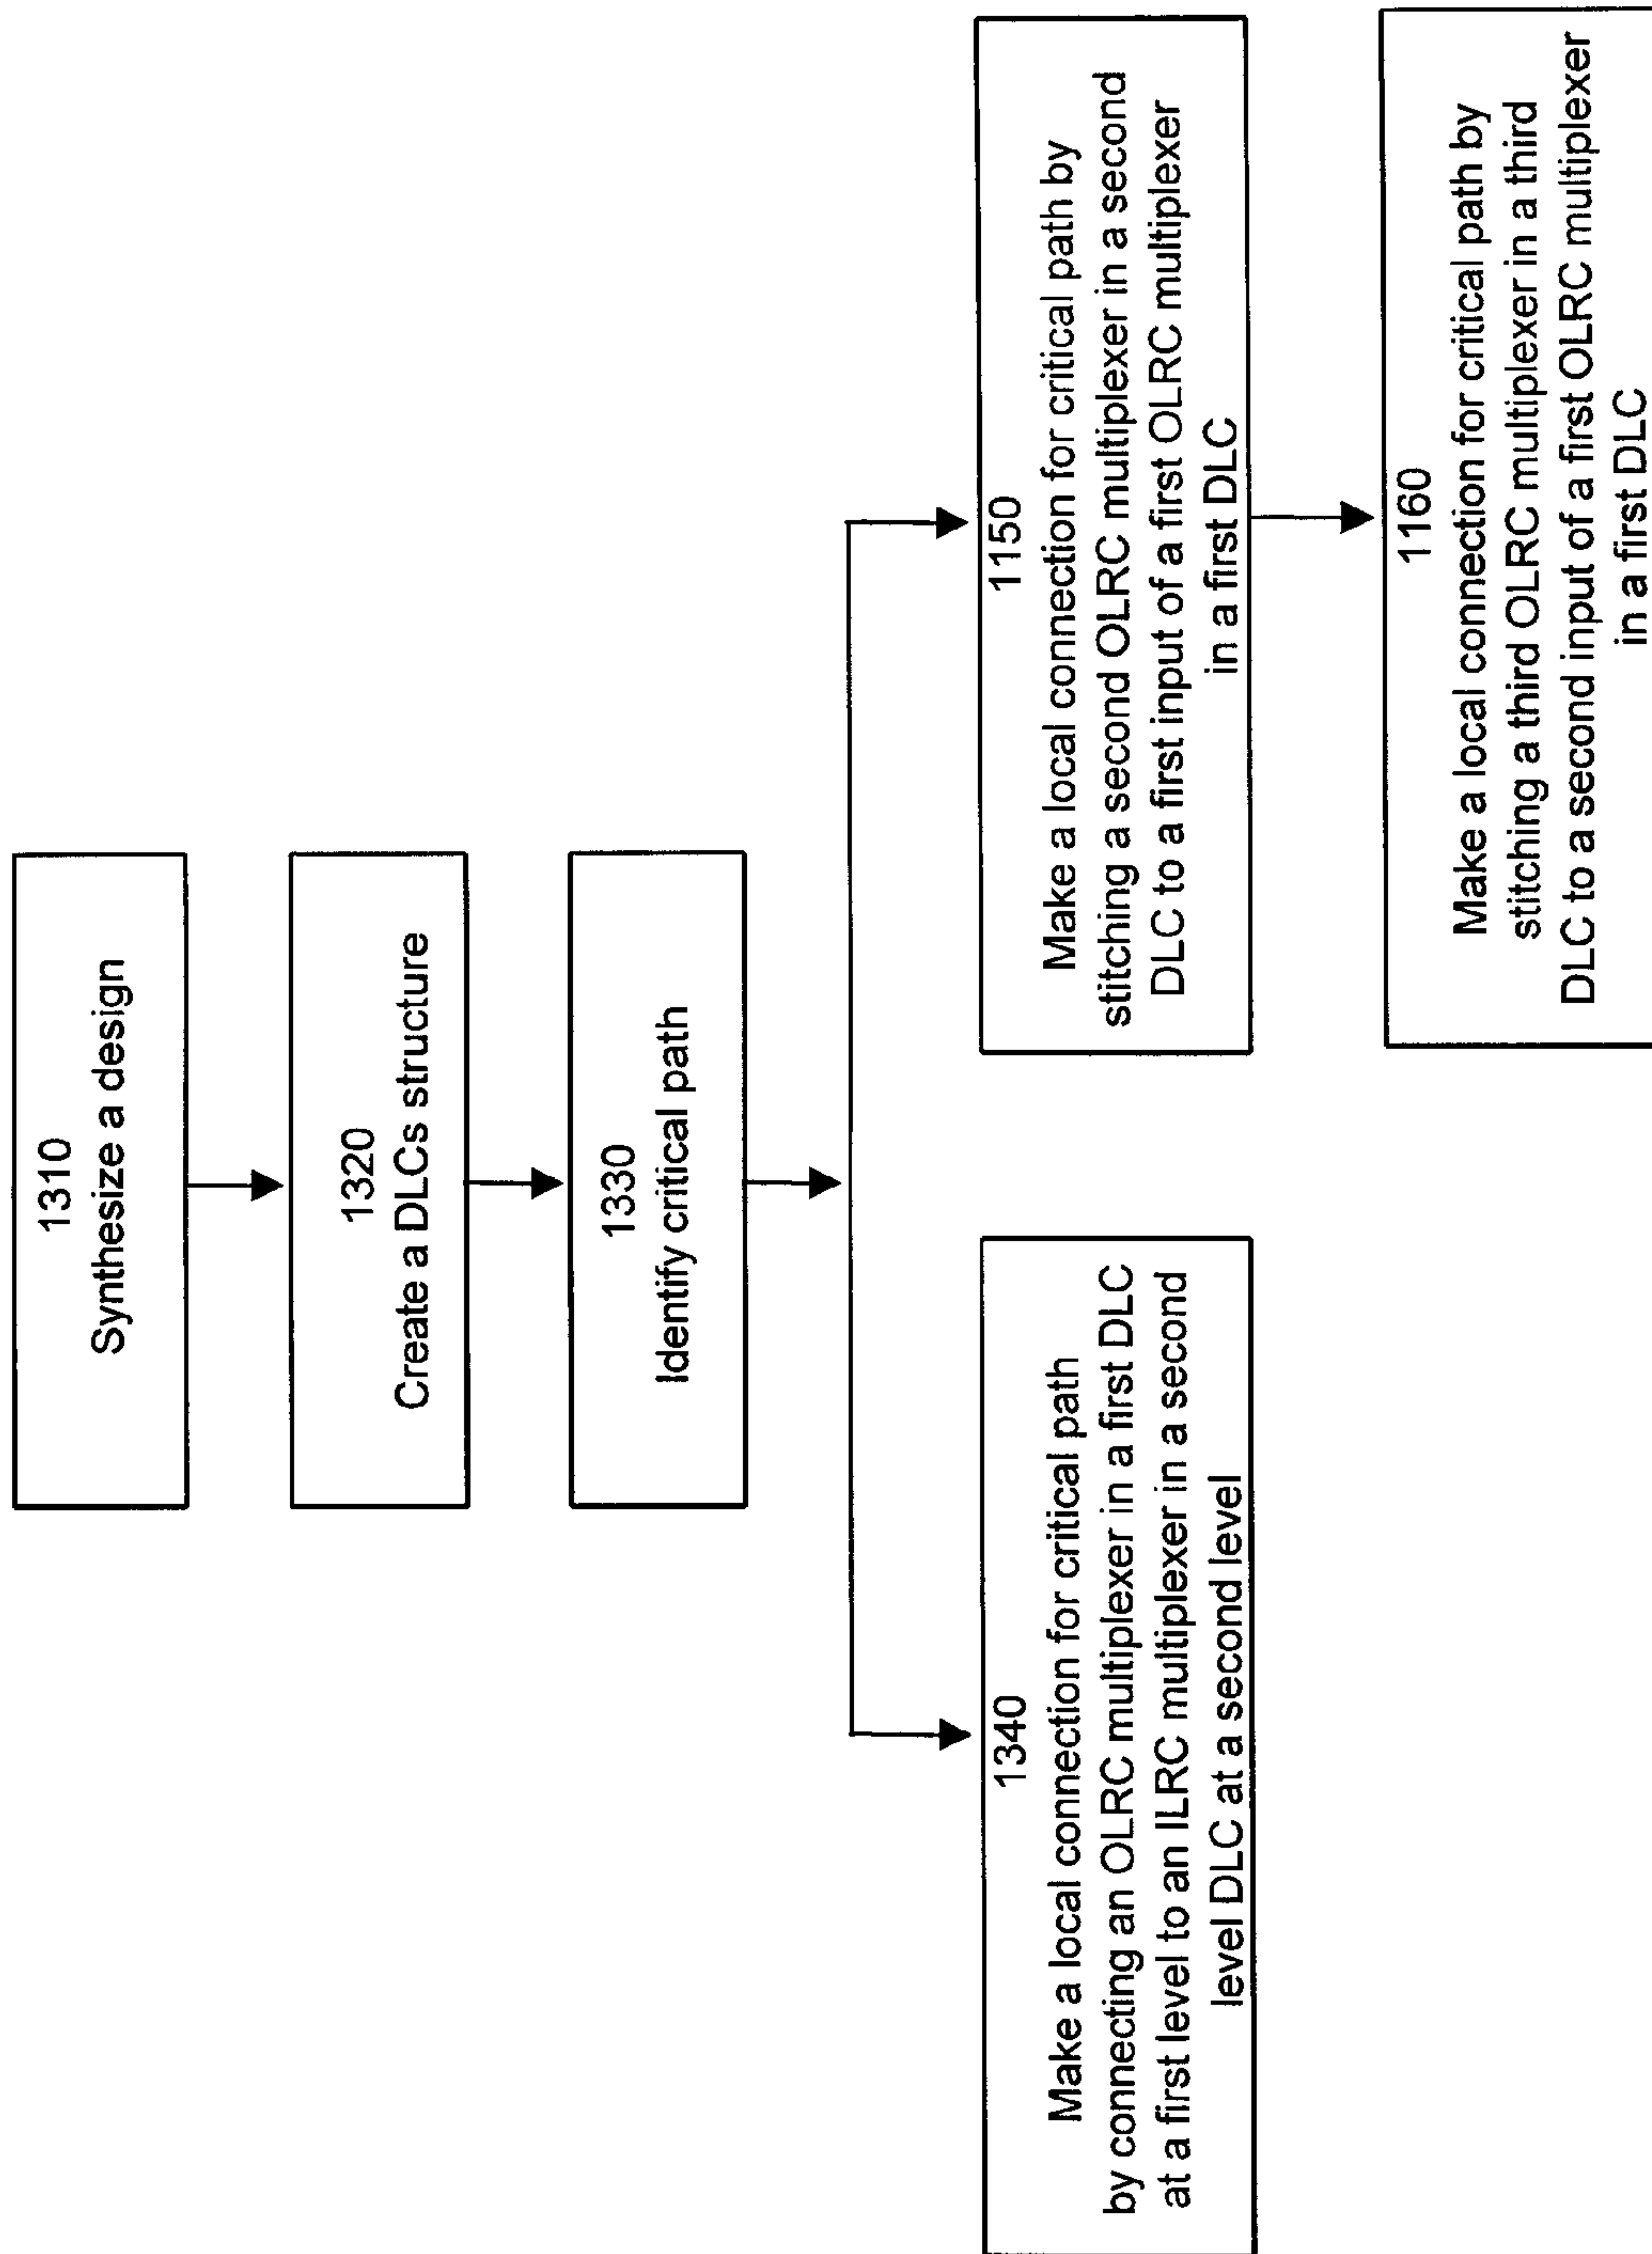 1310
Synthesize a design
1320
Create a DLCs structure
1330
Identify critical path
1340
Make a local connection for critical path
by connecting an OLRC multiplexer in a first DLC
at a first level to an ILRC multiplexer in a second
level DLC at a second level
1150
Make a local connection for critical path by
stitching a second OLRC multiplexer in a second
DLC to a first input of a first OLRC multiplexer
in a first DLC
1160
Make a local connection for critical path by
stitching a third OLRC multiplexer in a third
DLC to a second input of a first OLRC multiplexer
in a first DLC